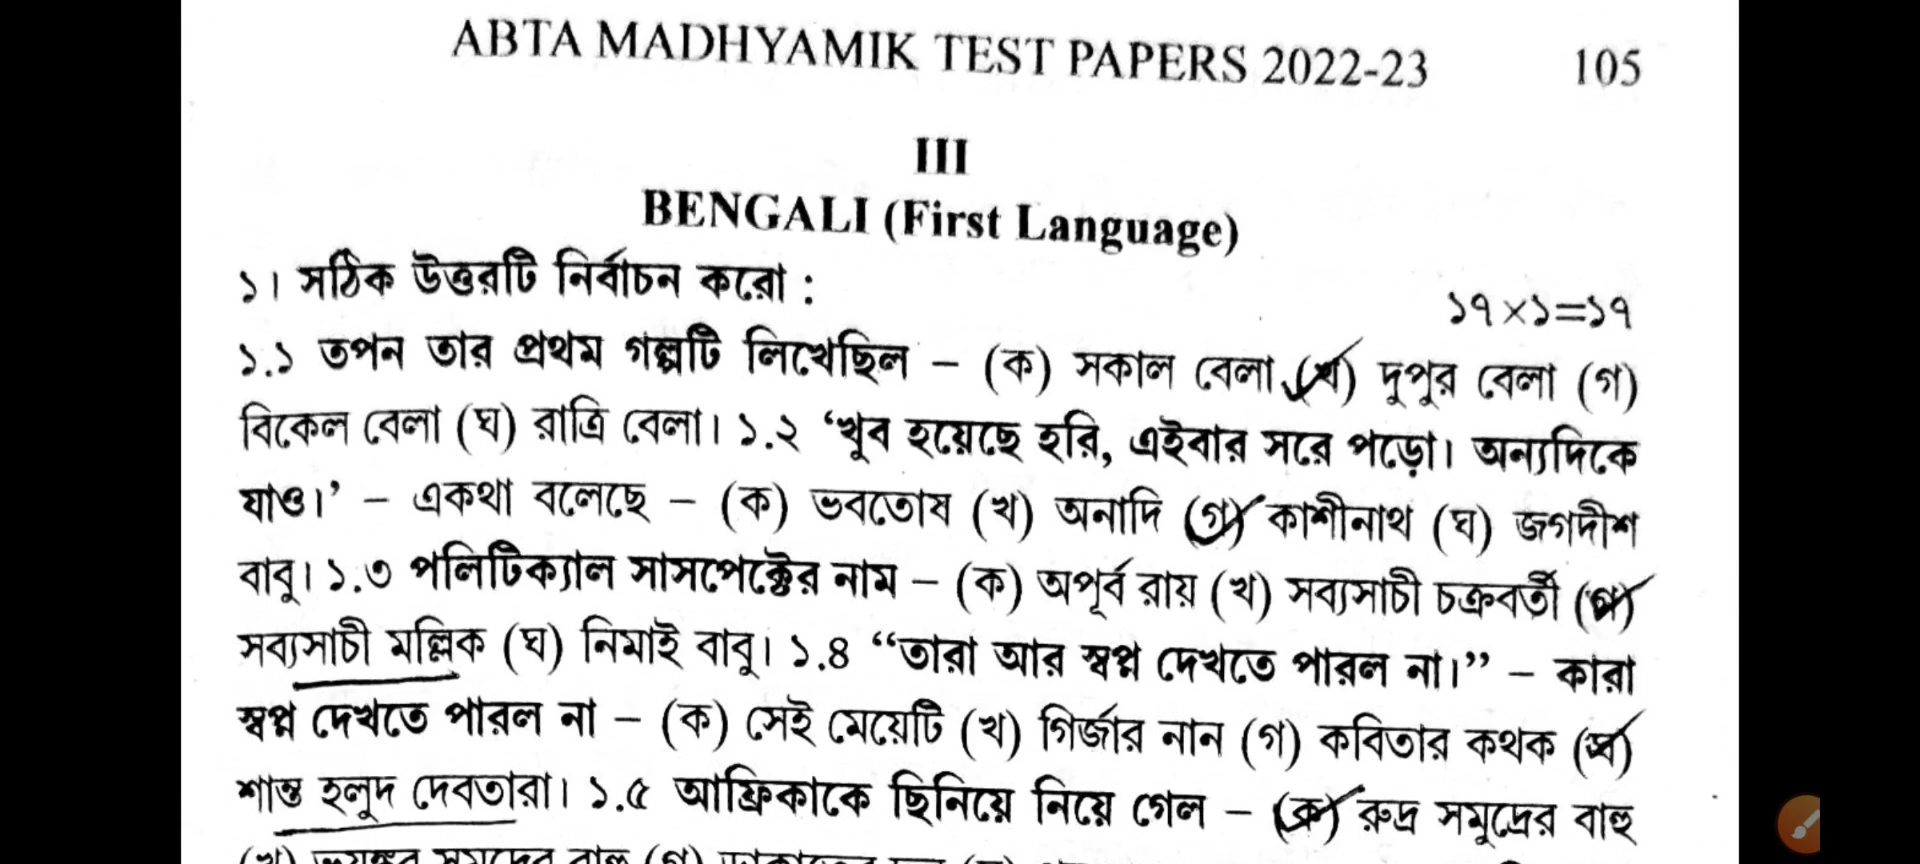 ABTA MADHYAMIK TEST PAPERS 2022-23 105
III
BENGALI (First Language)
১। সঠিক উত্তরটি নির্বাচন করো : ১৭×১=১৭
১.১ তপন তার প্রথম গল্পটি লিখেছিল – (ক) সকাল বেলা (খ) দুপুর বেলা (গ)
বিকেল বেলা (ঘ) রাত্রি বেলা। ১.২ ‘খুব হয়েছে হরি, এইবার সরে পড়ো। অন্যদিকে
যাও।’ – একথা বলেছে – (ক) ভবতোষ (খ) অনাদি (গ) কাশীনাথ (ঘ) জগদীশ
বাবু। ১.৩ পলিটিক্যাল সাসপেক্টের নাম – (ক) অপূর্ব রায় (খ) সব্যসাচী চক্রবর্তী (গ)
সব্যসাচী মল্লিক (ঘ) নিমাই বাবু। ১.৪ “তারা আর স্বপ্ন দেখতে পারল না।” – কারা
স্বপ্ন দেখতে পারল না – (ক) সেই মেয়েটি (খ) গির্জার নান (গ) কবিতার কথক (ঘ)
শান্ত হলুদ দেবতারা। ১.৫ আফ্রিকাকে ছিনিয়ে নিয়ে গেল – (ক) রুদ্র সমুদ্রের বাহু